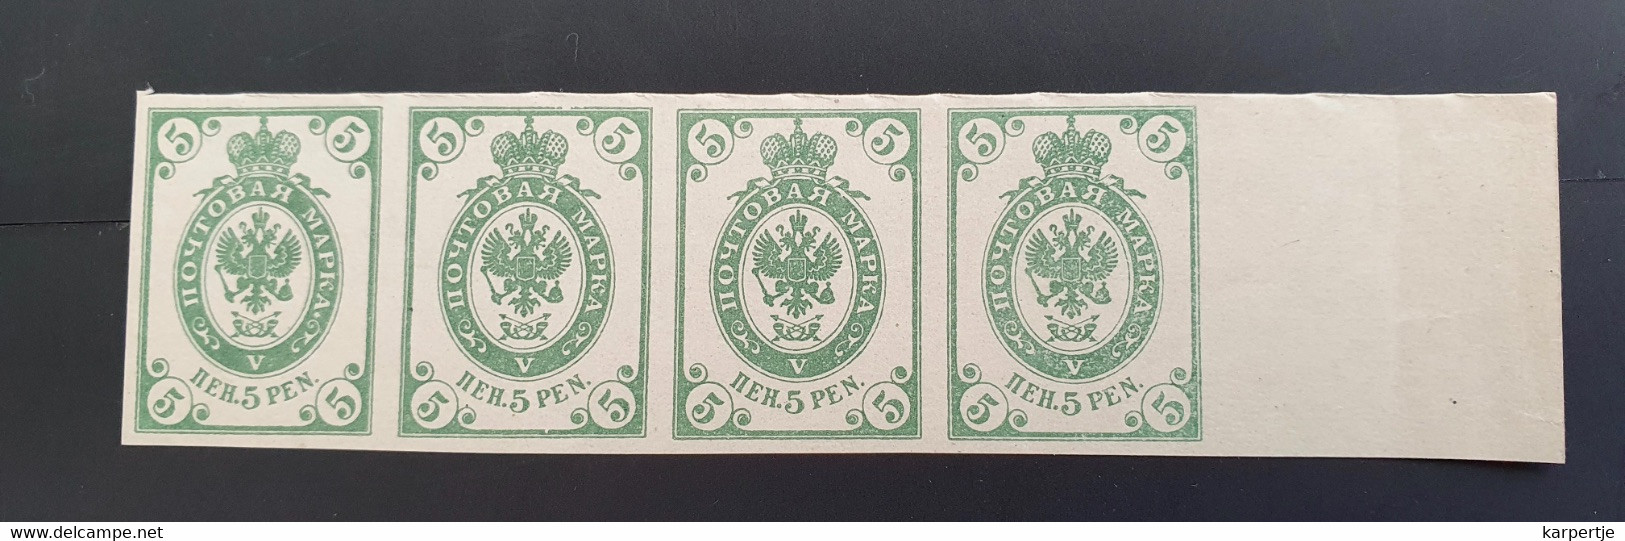 5 5 5 5 5 5 5 5
ПОЧТОВАЯ МАРКА ПОЧТОВАЯ МАРКА ПОЧТОВАЯ МАРКА ПОЧТОВАЯ МАРКА
V V V V
ПЕН. 5 PEN. ПЕН. 5 PEN. ПЕН. 5 PEN. ПЕН. 5 PEN.
5 5 5 5 5 5 5 5
www.delcampe.net karpertje